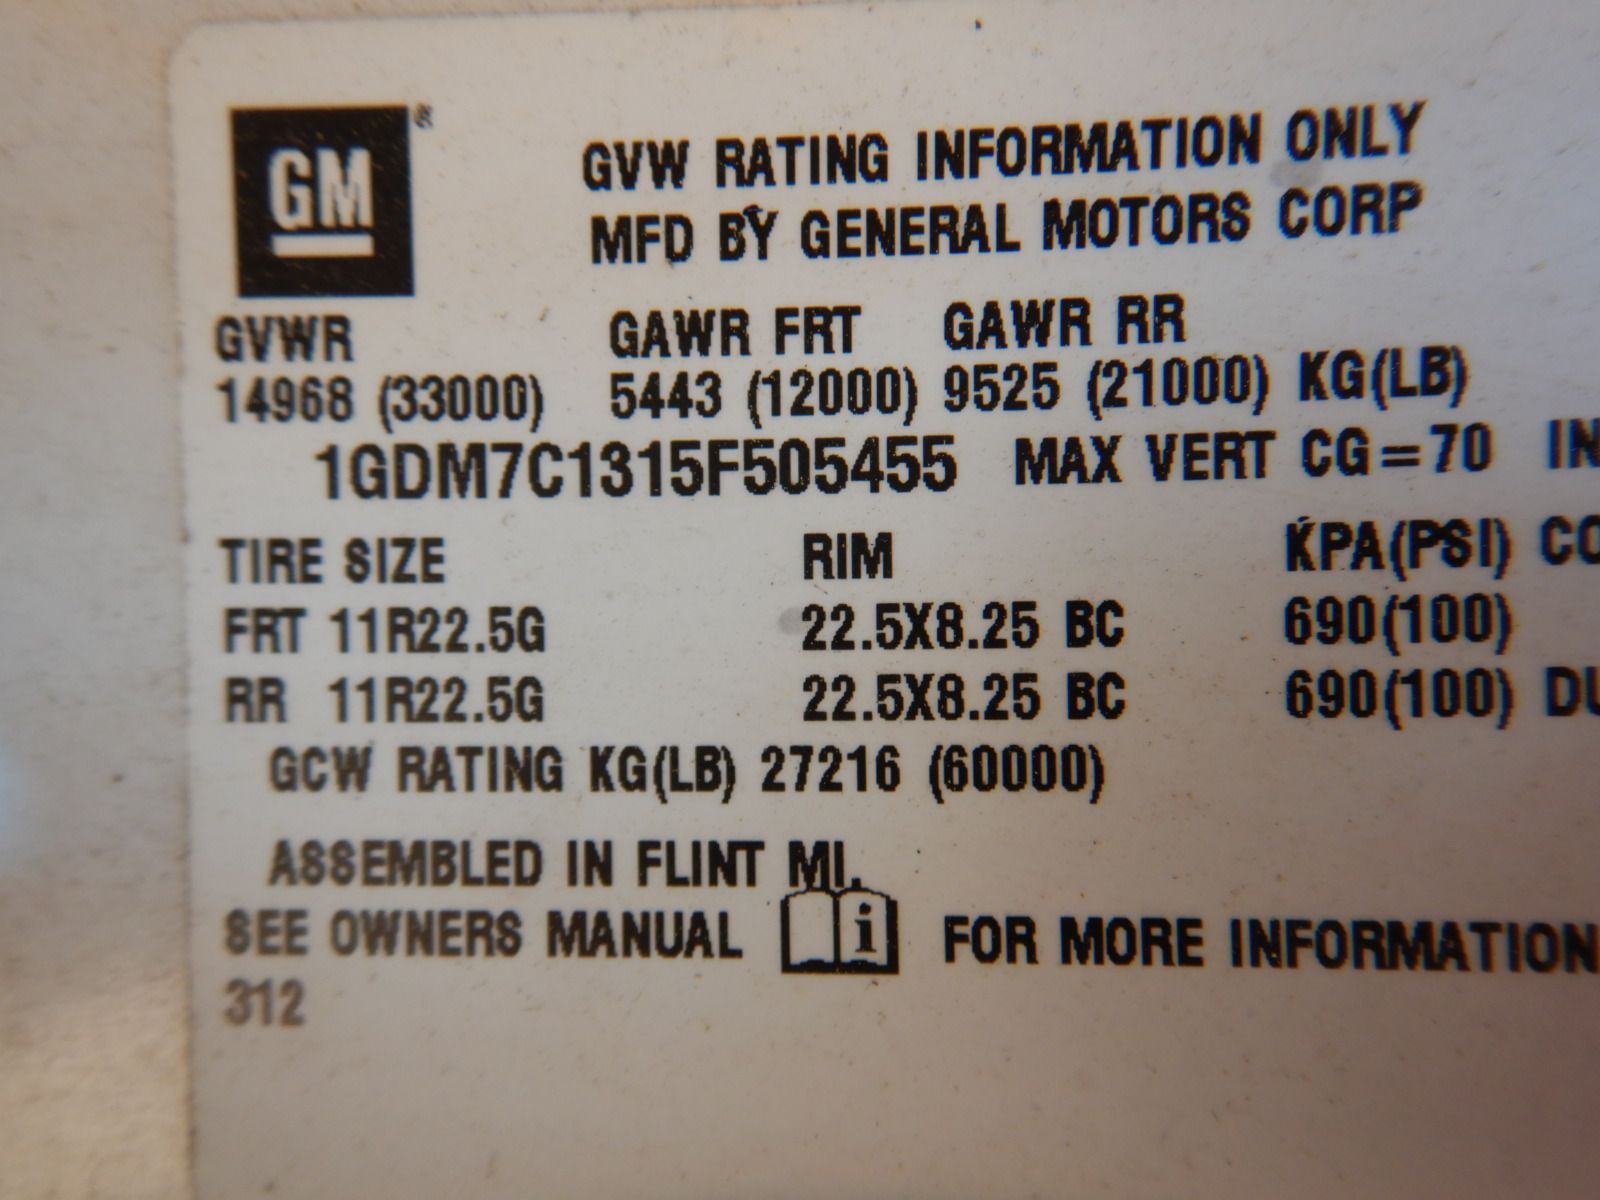 GM®
GVW RATING INFORMATION ONLY
MFD BY GENERAL MOTORS CORP
GVWR GAWR FRT GAWR RR
14968 (33000) 5443 (12000) 9525 (21000) KG(LB)
1GDM7C1315F505455 MAX VERT CG=70 IN
TIRE SIZE RIM KPA(PSI) CO
FRT 11R22.5G 22.5X8.25 BC 690(100)
RR 11R22.5G 22.5X8.25 BC 690(100) DU
GCW RATING KG(LB) 27216 (60000)
ASSEMBLED IN FLINT MI.
SEE OWNERS MANUAL i FOR MORE INFORMATION
312